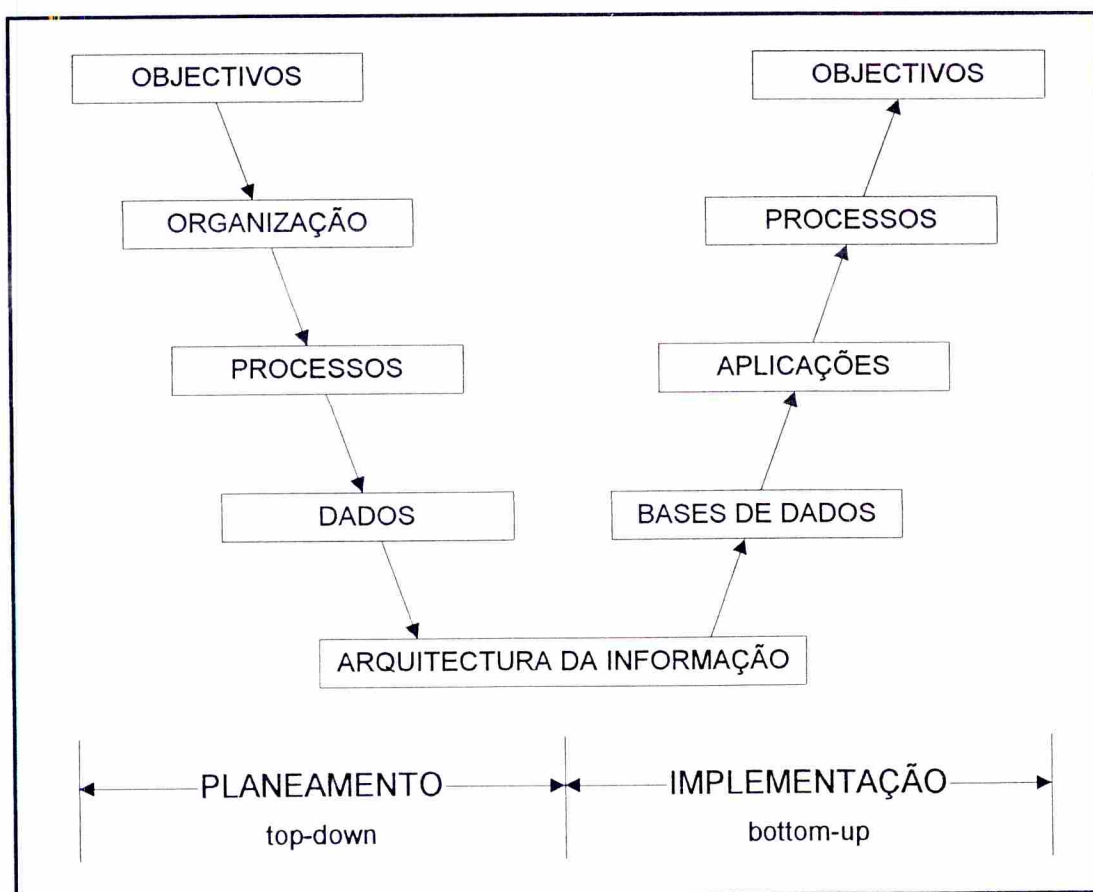 OBJECTIVOS
OBJECTIVOS
ORGANIZAÇÃO
PROCESSOS
PROCESSOS
APLICAÇÕES
DADOS
BASES DE DADOS
ARQUITECTURA DA INFORMAÇÃO
PLANEAMENTO
IMPLEMENTAÇÃO
top-down
bottom-up